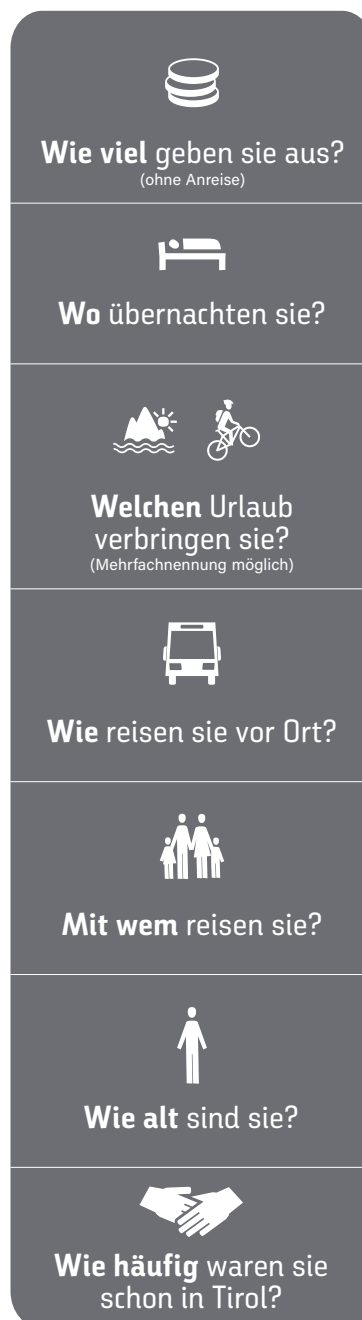 Wie viel geben sie aus?
(ohne Anreise)
Wo übernachten sie?
Welchen Urlaub
verbringen sie?
(Mehrfachnennung möglich)
Wie reisen sie vor Ort?
Mit wem reisen sie?
Wie alt sind sie?
Wie häufig waren sie
schon in Tirol?